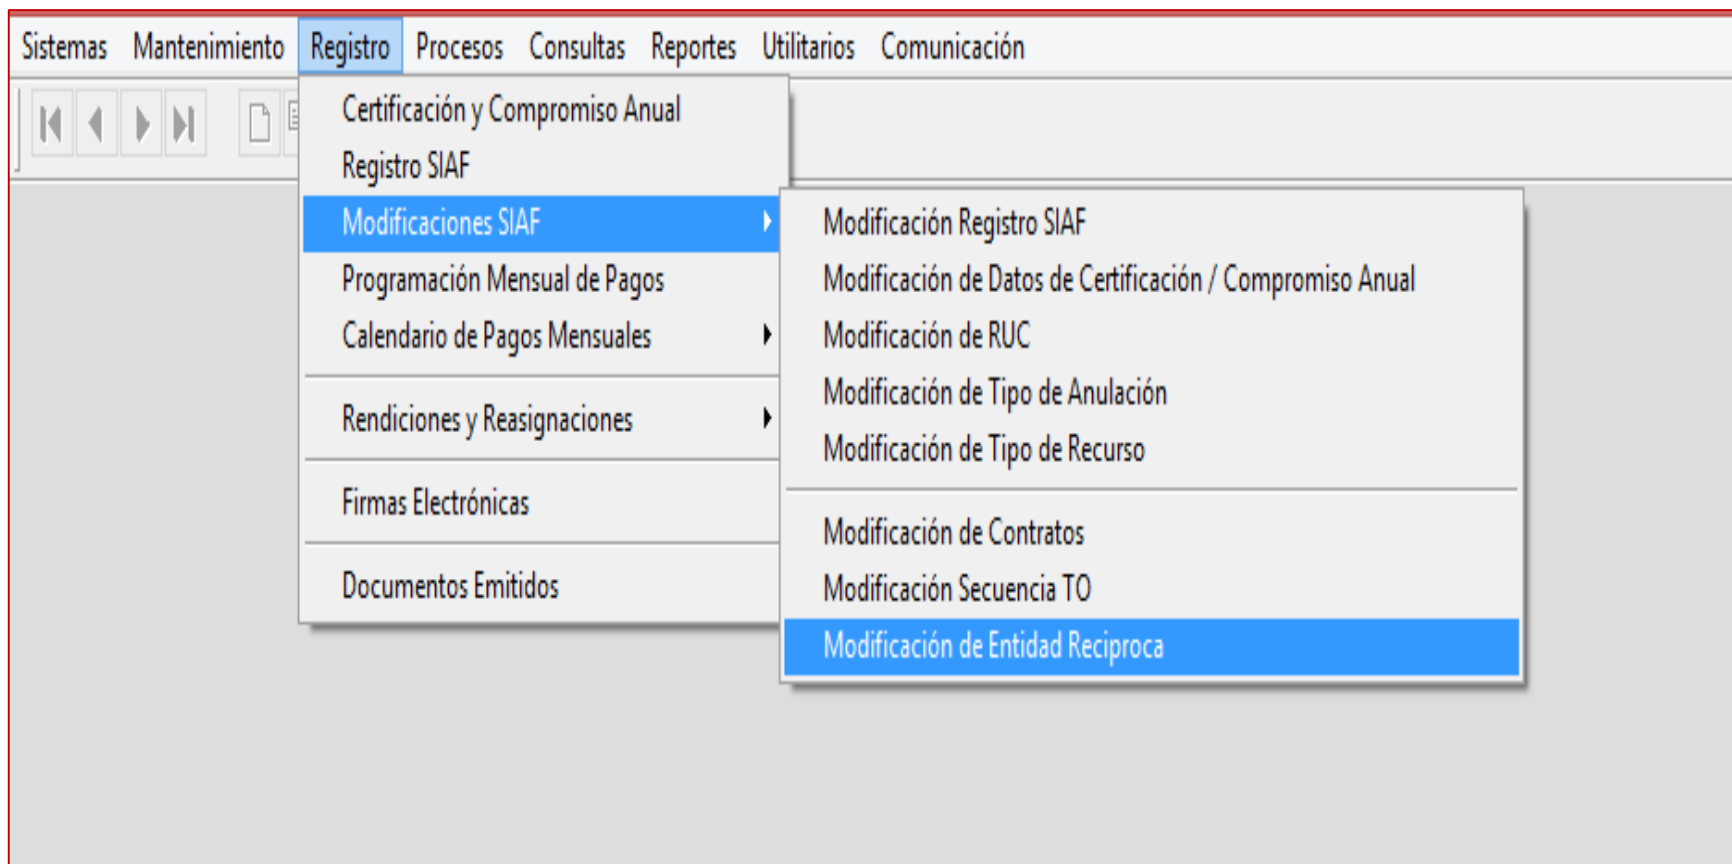 Sistemas Mantenimiento Registro Procesos Consultas Reportes Utilitarios Comunicación
Certificación y Compromiso Anual
Registro SIAF
Modificaciones SIAF
Programación Mensual de Pagos
Calendario de Pagos Mensuales
Rendiciones y Reasignaciones
Firmas Electrónicas
Documentos Emitidos
Modificación Registro SIAF
Modificación de Datos de Certificación / Compromiso Anual
Modificación de RUC
Modificación de Tipo de Anulación
Modificación de Tipo de Recurso
Modificación de Contratos
Modificación Secuencia TO
Modificación de Entidad Reciproca